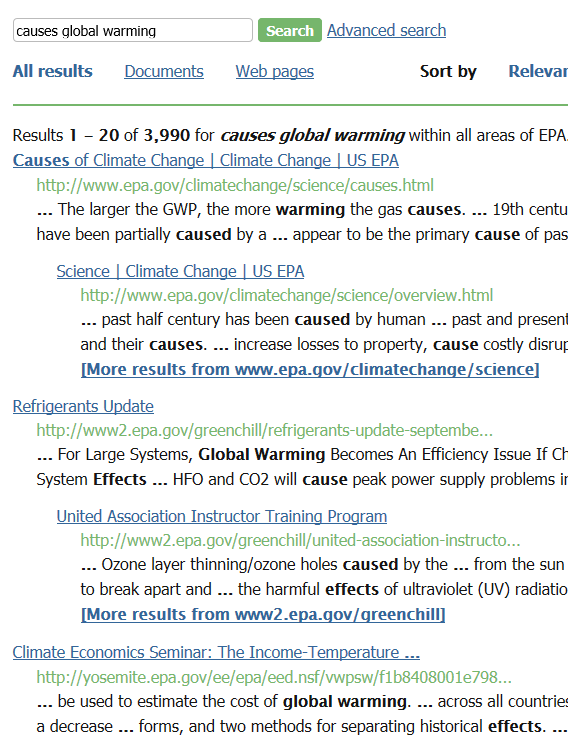 causes global warming Search Advanced search
All results Documents Web pages Sort by
Results 1 – 20 of 3,990 for causes global warming within all areas of EPA.
Causes of Climate Change | Climate Change | US EPA
http://www.epa.gov/climatechange/science/causes.html
... The larger the GWP, the more warming the gas causes. ... 19th
have been partially caused by a ... appear to be the primary cause of
Science | Climate Change | US EPA
http://www.epa.gov/climatechange/science/overview.html
... past half century has been caused by human ... past and present
and their causes. ... increase losses to property, cause costly
[More results from www.epa.gov/climatechange/science]
Refrigerants Update
http://www2.epa.gov/greenchill/refrigerants-update-septembe...
... For Large Systems, Global Warming Becomes An Efficiency Issue If
System Effects ... HFO and CO2 will cause peak power supply problems
United Association Instructor Training Program
http://www2.epa.gov/greenchill/united-association-instructo...
... Ozone layer thinning/ozone holes caused by the ... from the sun
to break apart and ... the harmful effects of ultraviolet (UV)
[More results from www2.epa.gov/greenchill]
Climate Economics Seminar: The Income-Temperature ...
http://yosemite.epa.gov/ee/epa/eed.nsf/vwpsw/f1b8408001e798...
... be used to estimate the cost of global warming. ... across all countries
a decrease ... forms, and two methods for separating historical effects. ...